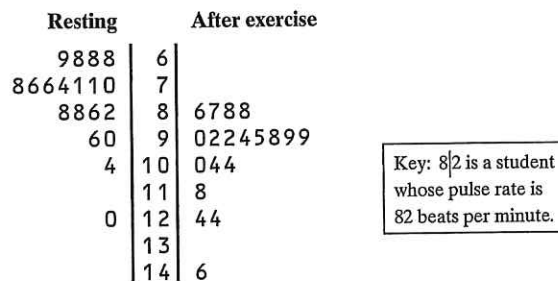 Resting After exercise
9888 6
8664110 7
8862 8 6788
60 9 02245899
4 10 044
11 8
0 12 44
13
14 6
Key: 8|2 is a student
whose pulse rate is
82 beats per minute.